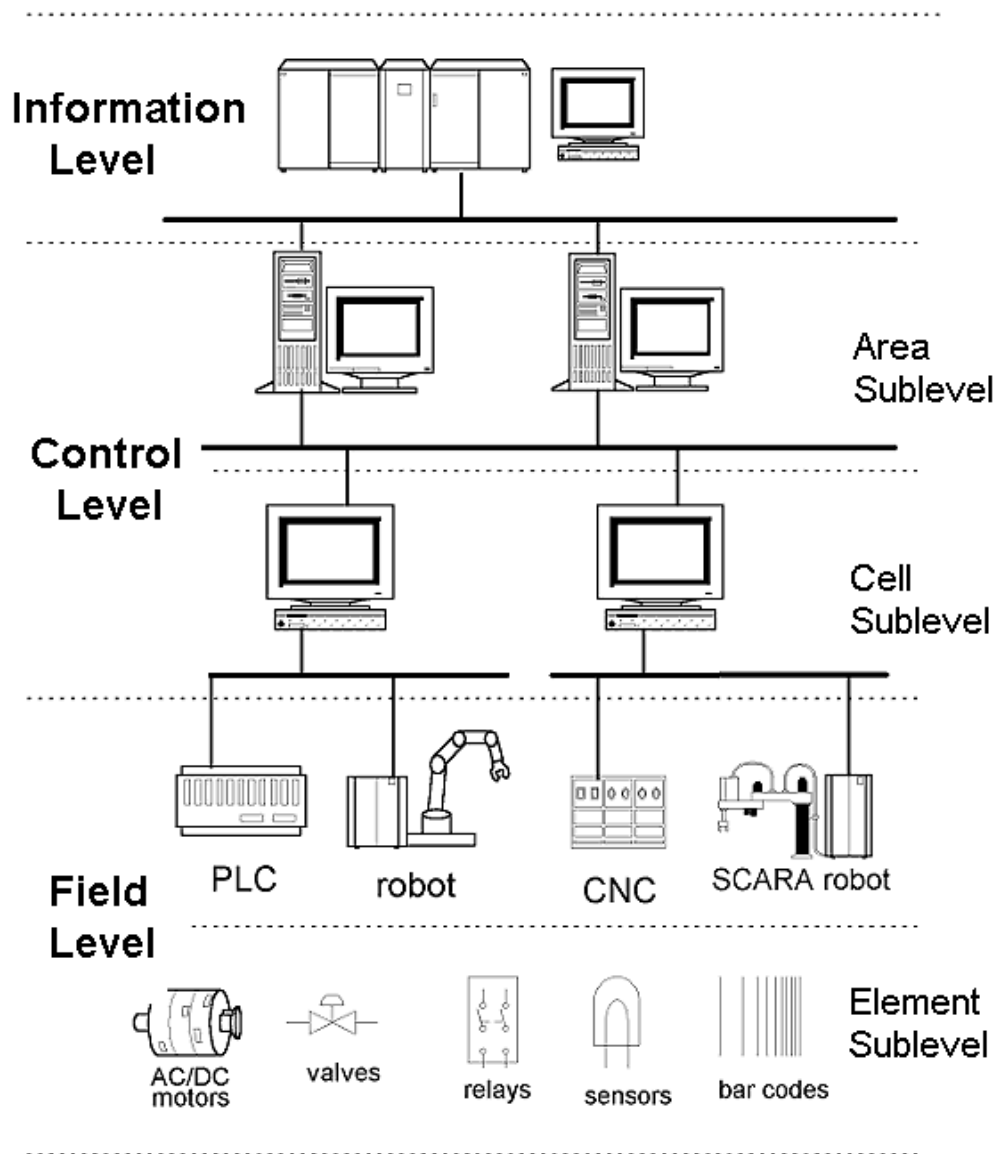 Information
Level
Area
Sublevel
Control
Level
Cell
Sublevel
PLC
robot
CNC
SCARA robot
Field
Level
Element
Sublevel
AC/DC
motors
valves
relays
sensors
bar codes